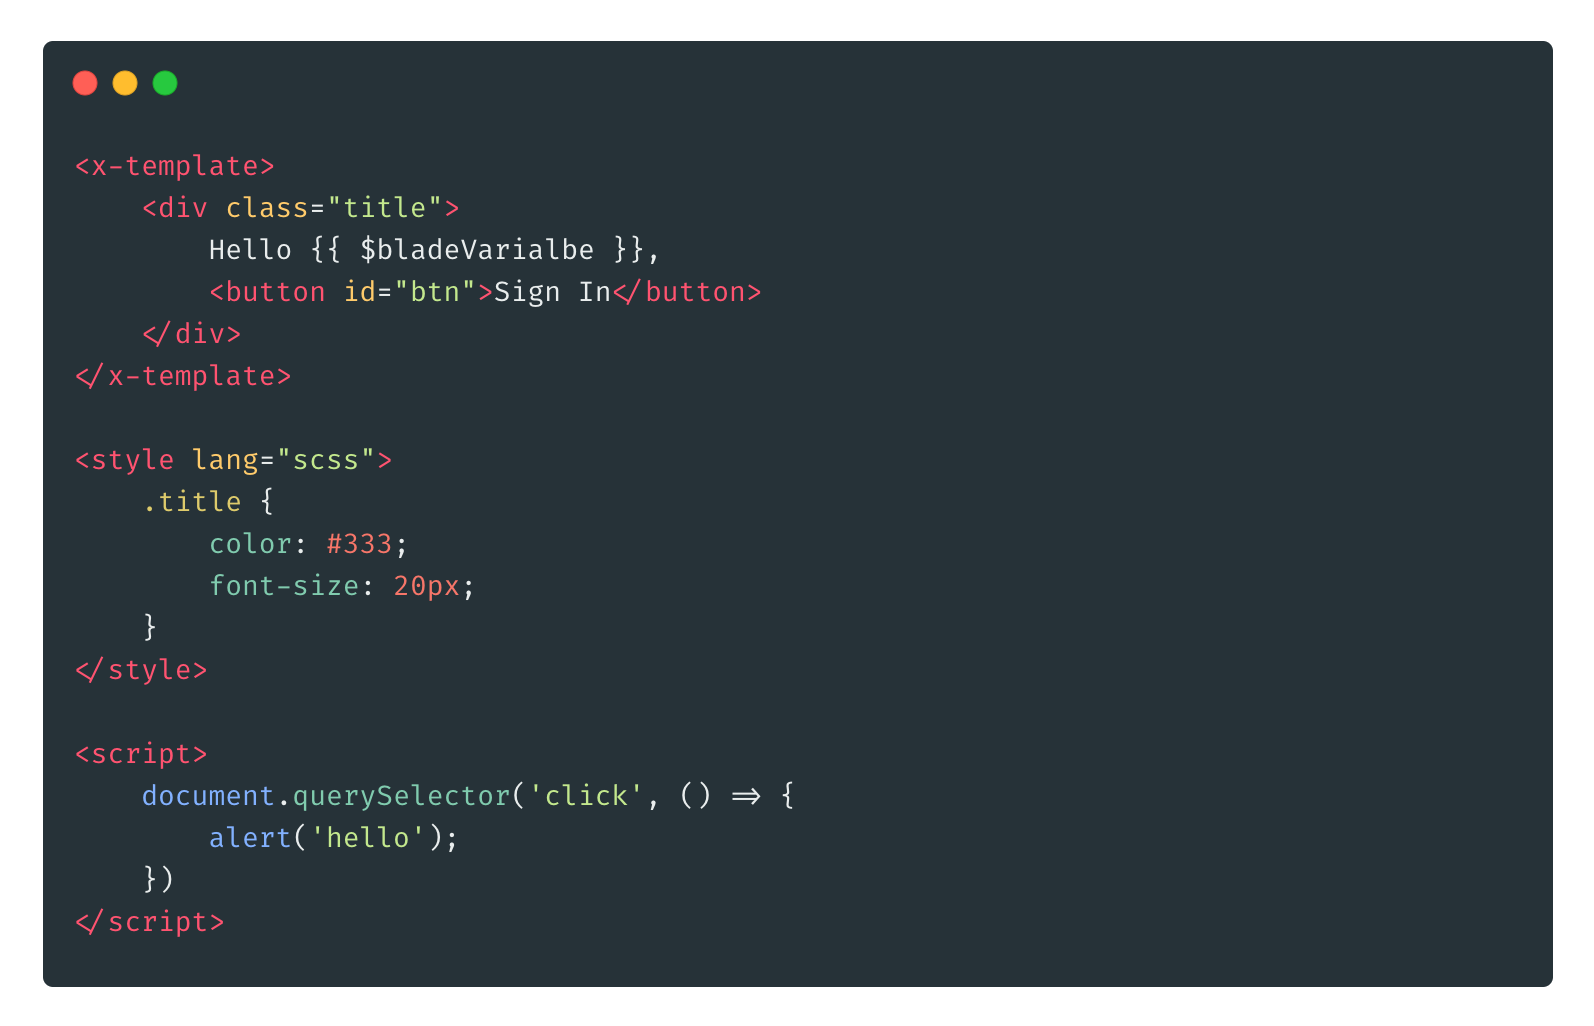 <x-template>
    <div class="title">
        Hello {{ $bladeVarialbe }},
        <button id="btn">Sign In</button>
    </div>
</x-template>

<style lang="scss">
    .title {
        color: #333;
        font-size: 20px;
    }
</style>

<script>
    document.querySelector('click', () => {
        alert('hello');
    })
</script>